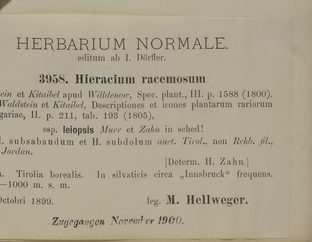 HERBARIUM NORMALE.
editum ab I. Dörfler.
3958. Hieracium racemosum
et Kitaibel apud Willdenow, Spec. plant., III. p. 1588 (1800).
Waldstein et Kitaibel, Descriptiones et icones plantarum rariorum
gariae, II. p. 211, tab. 193 (1805),
ssp. leiopsis Murr et Zahn in sched!
H. subsabaudum et H. subdolum auct. Tirol., non Rchb. fil.,
Jordan.
[Determ. H. Zahn.]
Tirolia borealis. In silvaticis circa „Innsbruck“ frequens.
—1000 m. s. m.
Octobri 1899. leg. M. Hellweger.
Zugegangen November 1900.